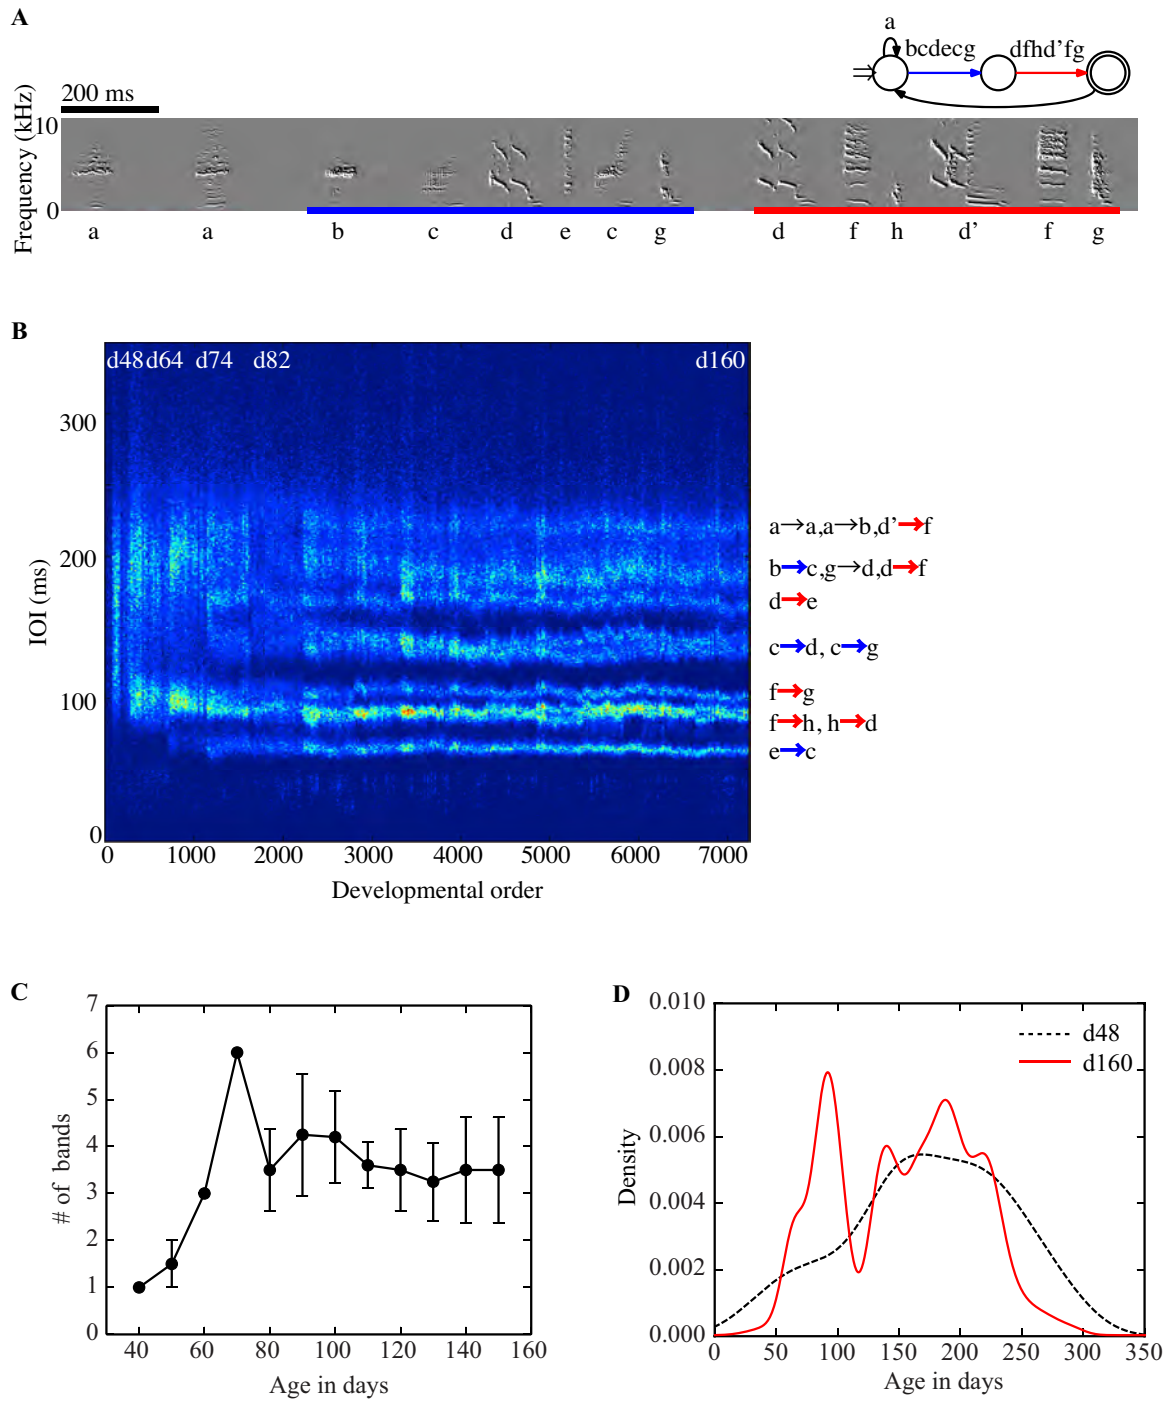 A
a
bcdecg dfhd'fg
200 ms
Frequency (kHz)
10
0
a a b c d e c g d f h d' f g
B
d48 d64 d74 d82 d160
IOI (ms)
300
200
100
0
a→a,a→b,d'→f
b→c,g→d,d→f
d→e
c→d, c→g
f→g
f→h, h→d
e→c
0 1000 2000 3000 4000 5000 6000 7000
Developmental order
C
# of bands
7
6
5
4
3
2
1
0
40 60 80 100 120 140 160
Age in days
D
Density
0.010
0.008
0.006
0.004
0.002
0.000
d48
d160
0 50 100 150 200 250 300 350
Age in days